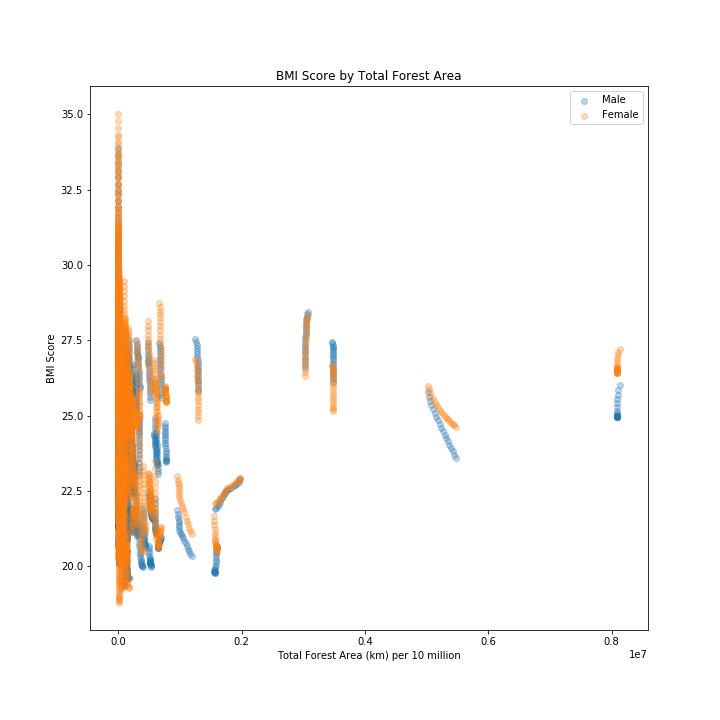 BMI Score by Total Forest Area
Male
Female
35.0
32.5
30.0
27.5
25.0
22.5
20.0
BMI Score
0.0
0.2
0.4
0.6
0.8
1e7
Total Forest Area (km) per 10 million